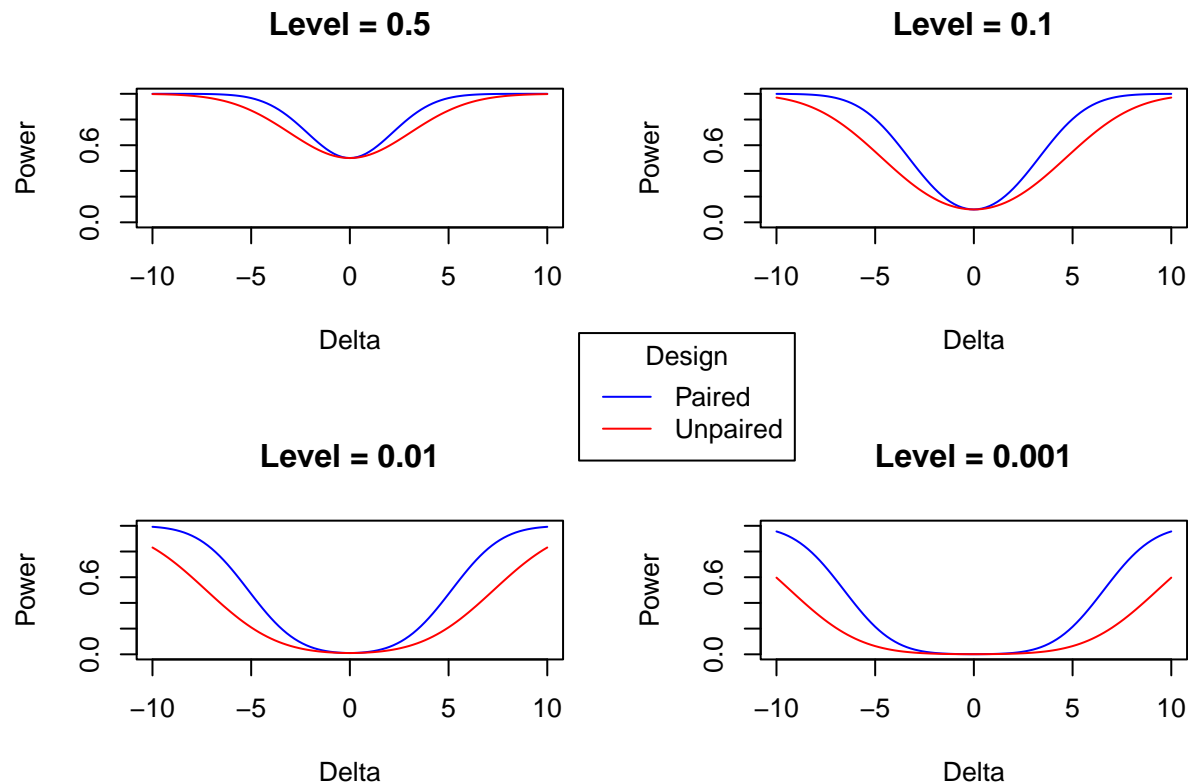 Level = 0.5
Power
0.0 0.6
−10 −5 0 5 10
Delta
Level = 0.1
Power
0.0 0.6
−10 −5 0 5 10
Delta
Design
Paired
Unpaired
Level = 0.01
Power
0.0 0.6
−10 −5 0 5 10
Delta
Level = 0.001
Power
0.0 0.6
−10 −5 0 5 10
Delta